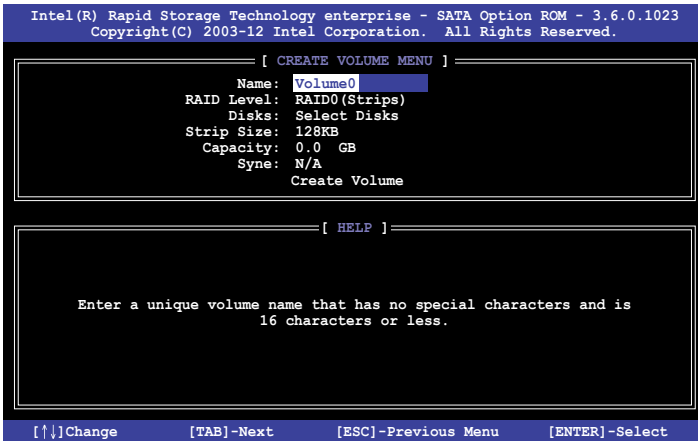 Intel(R) Rapid Storage Technology enterprise - SATA Option ROM - 3.6.0.1023
Copyright(C) 2003-12 Intel Corporation. All Rights Reserved.
[ CREATE VOLUME MENU ]
Name: Volume0
RAID Level: RAID0(Strips)
Disks: Select Disks
Strip Size: 128KB
Capacity: 0.0 GB
Syne: N/A
Create Volume
[ HELP ]
Enter a unique volume name that has no special characters and is
16 characters or less.
[↑↓]Change [TAB]-Next [ESC]-Previous Menu [ENTER]-Select